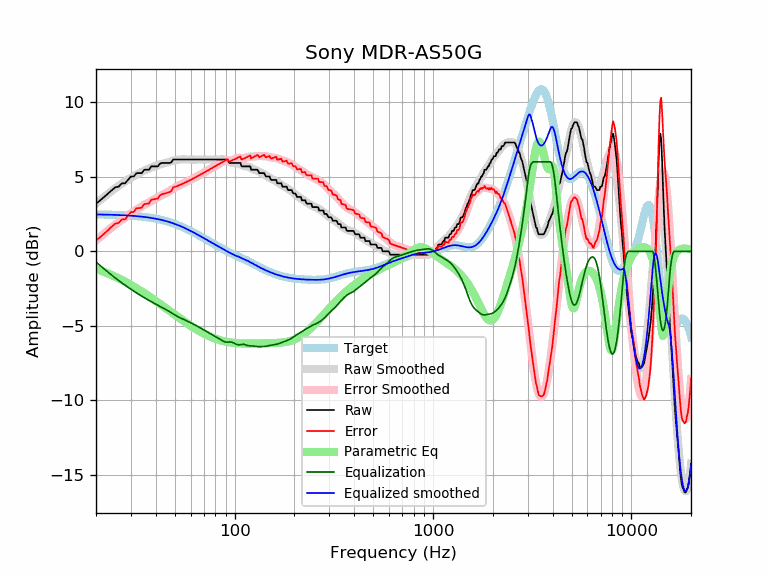 Sony MDR-AS50G
10
5
0
−5
−10
−15
Amplitude (dBr)
Target
Raw Smoothed
Error Smoothed
Raw
Error
Parametric Eq
Equalization
Equalized smoothed
100
1000
10000
Frequency (Hz)